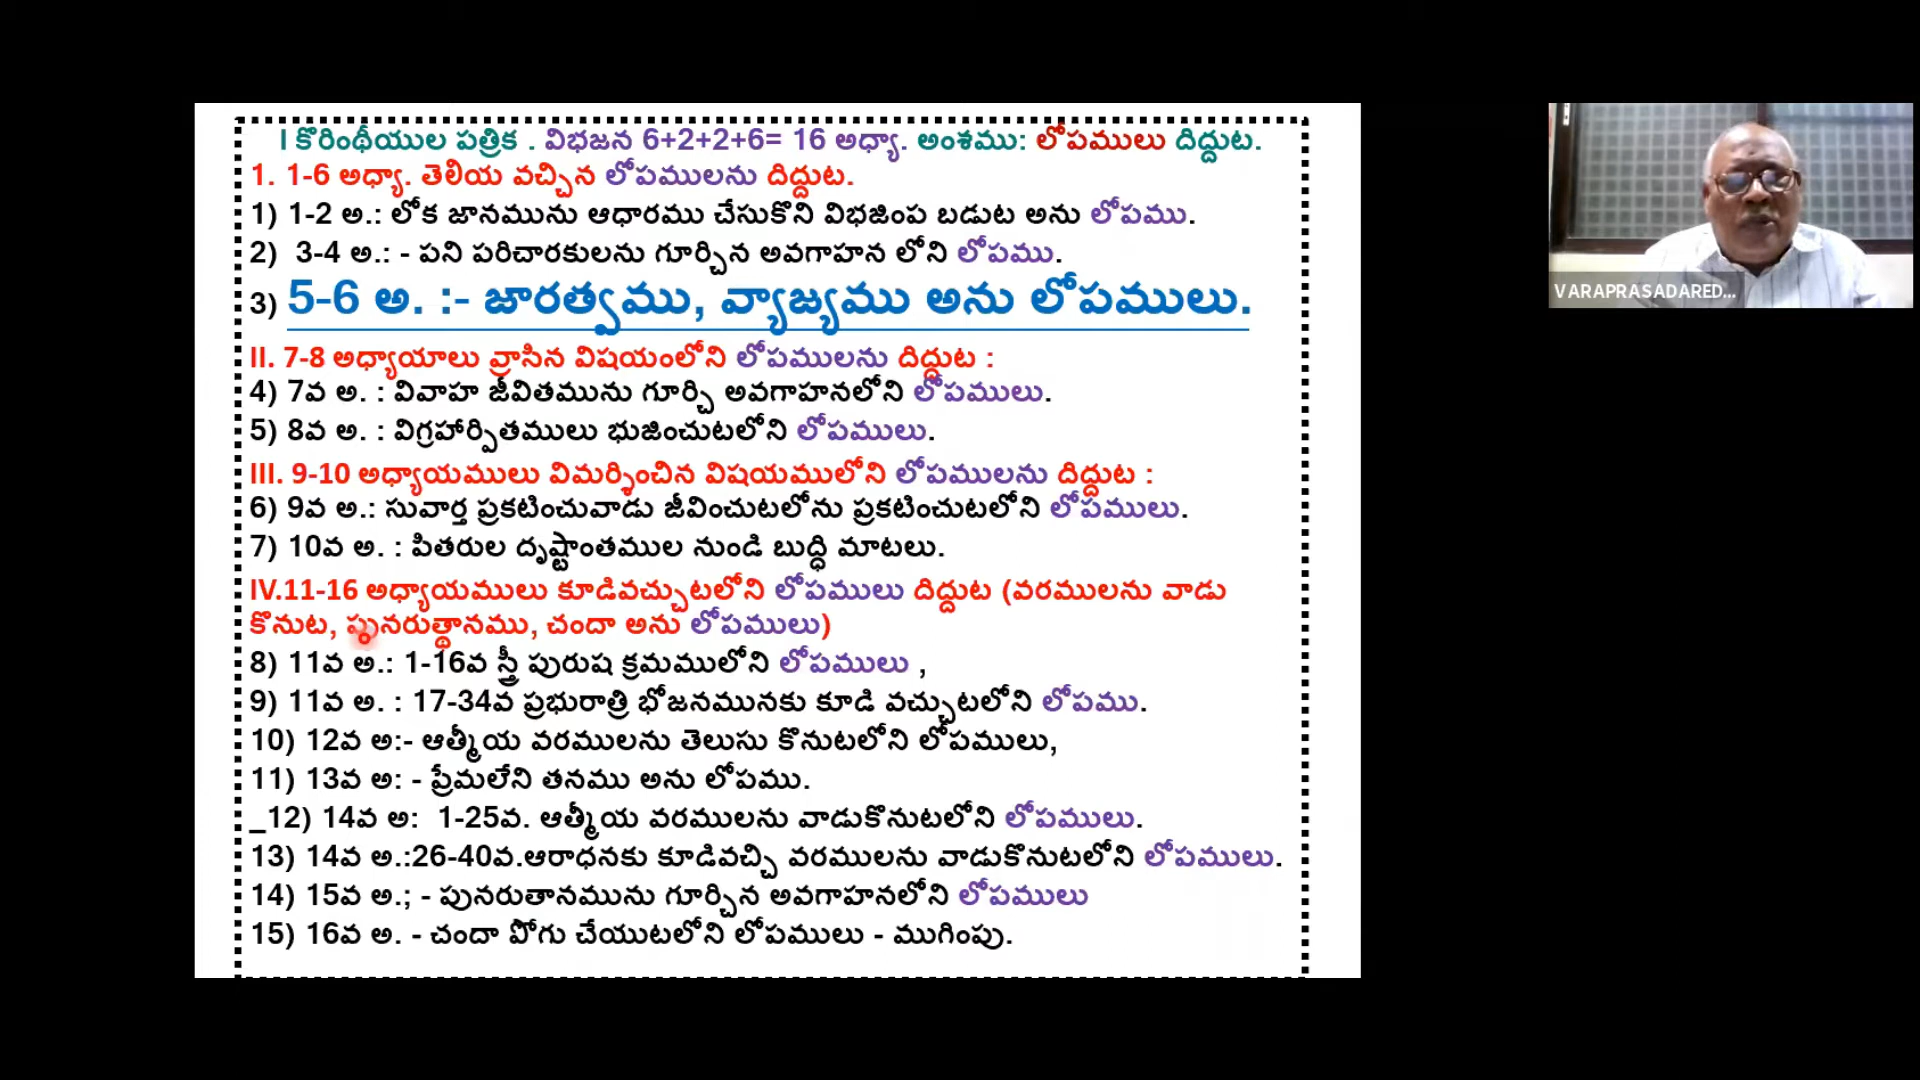 I కొరింథీయుల పత్రిక . విభజన 6+2+2+6= 16 అధ్యా. అంశము: లోపములు దిద్దుట.
1. 1-6 అధ్యా. తెలియ వచ్చిన లోపములను దిద్దుట.
1) 1-2 అ.: లోక జానమును ఆధారము చేసుకొని విభజింప బడుట అను లోపము.
2) 3-4 అ.: - పని పరిచారకులను గూర్చిన అవగాహన లోని లోపము.
3) 5-6 అ. :- జారత్వము, వ్యాజ్యము అను లోపములు.
II. 7-8 అధ్యాయాలు వ్రాసిన విషయంలోని లోపములను దిద్దుట :
4) 7వ అ. : వివాహ జీవితమును గూర్చి అవగాహనలోని లోపములు.
5) 8వ అ. : విగ్రహార్పితములు భుజించుటలోని లోపములు.
III. 9-10 అధ్యాయములు విమర్శించిన విషయములోని లోపములను దిద్దుట :
6) 9వ అ.: సువార్త ప్రకటించువాడు జీవించుటలోను ప్రకటించుటలోని లోపములు.
7) 10వ అ. : పితరుల దృష్టాంతముల నుండి బుద్ధి మాటలు.
IV.11-16 అధ్యాయములు కూడివచ్చుటలోని లోపములు దిద్దుట (వరములను వాడు
కొనుట, పునరుత్థానము, చందా అను లోపములు)
8) 11వ అ.: 1-16వ స్త్రీ పురుష క్రమములోని లోపములు ,
9) 11వ అ. : 17-34వ ప్రభురాత్రి భోజనమునకు కూడి వచ్చుటలోని లోపము.
10) 12వ అ:- ఆత్మీయ వరములను తెలుసు కొనుటలోని లోపములు,
11) 13వ అ: - ప్రేమలేని తనము అను లోపము.
_12) 14వ అ: 1-25వ. ఆత్మీయ వరములను వాడుకొనుటలోని లోపములు.
13) 14వ అ.:26-40వ.ఆరాధనకు కూడివచ్చి వరములను వాడుకొనుటలోని లోపములు.
14) 15వ అ.; - పునరుతానమును గూర్చిన అవగాహనలోని లోపములు
15) 16వ అ. - చందా పోగు చేయుటలోని లోపములు - ముగింపు.
VARAPRASADARED...